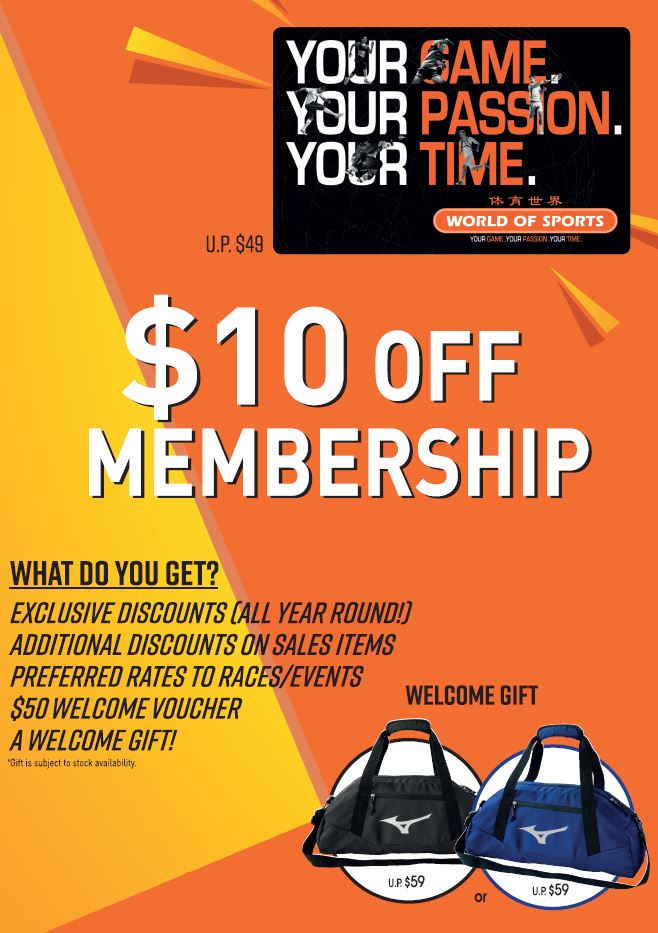 YOUR GAME.
YOUR PASSION.
YOUR TIME.
体育世界
WORLD OF SPORTS
YOUR GAME.YOUR PASSION.YOUR TIME.
U.P. $49
$10 OFF
MEMBERSHIP
WHAT DO YOU GET?
EXCLUSIVE DISCOUNTS (ALL YEAR ROUND!)
ADDITIONAL DISCOUNTS ON SALES ITEMS
PREFERRED RATES TO RACES/EVENTS
$50 WELCOME VOUCHER
A WELCOME GIFT!
*Gift is subject to stock availability.
WELCOME GIFT
U.P. $59
or
U.P. $59